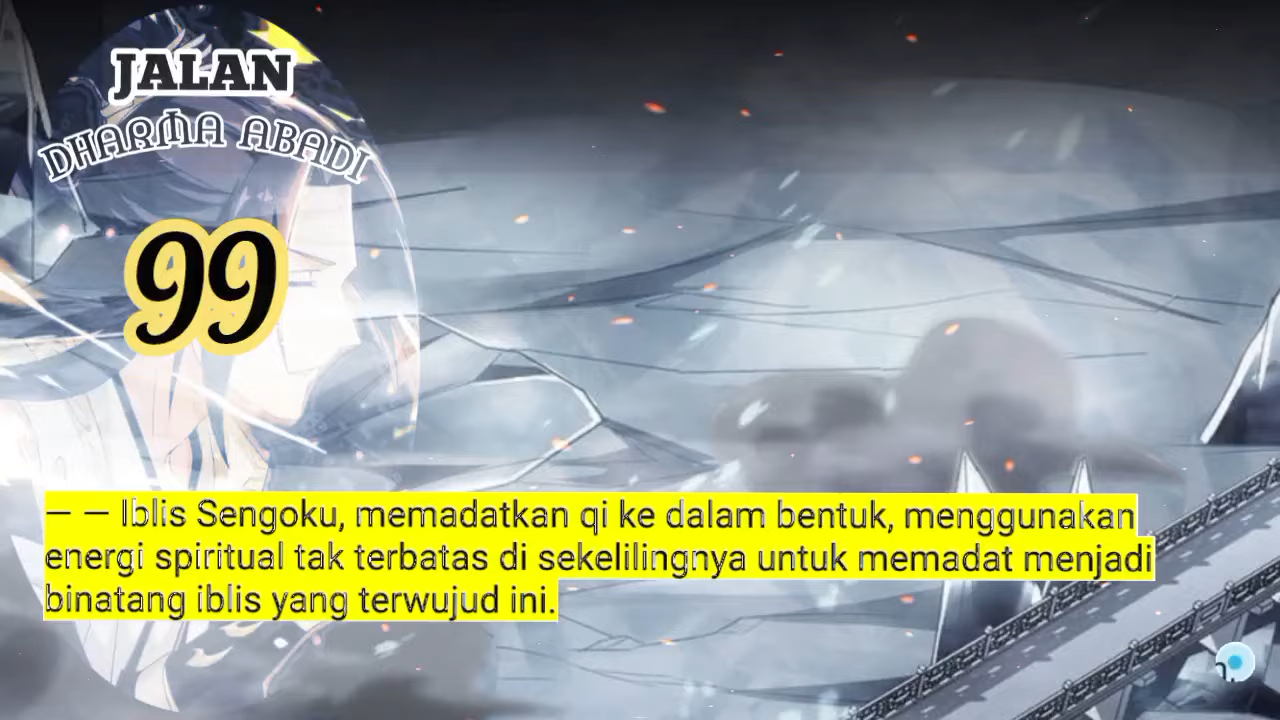 JALAN
DHARMA ABADI
99
— — Iblis Sengoku, memadatkan qi ke dalam bentuk, menggunakan
energi spiritual tak terbatas di sekelilingnya untuk memadat menjadi
binatang iblis yang terwujud ini.